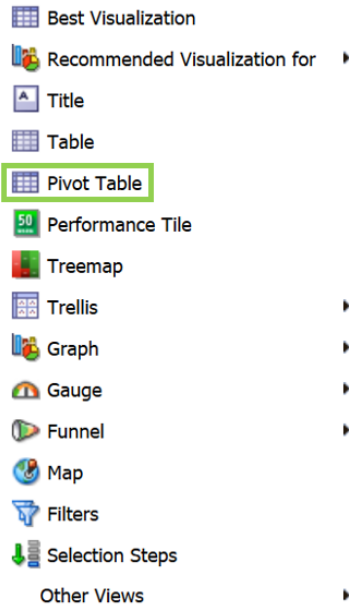 Best Visualization
Recommended Visualization for
Title
Table
Pivot Table
50
Performance Tile
Treemap
Trellis
Graph
Gauge
Funnel
Map
Filters
Selection Steps
Other Views